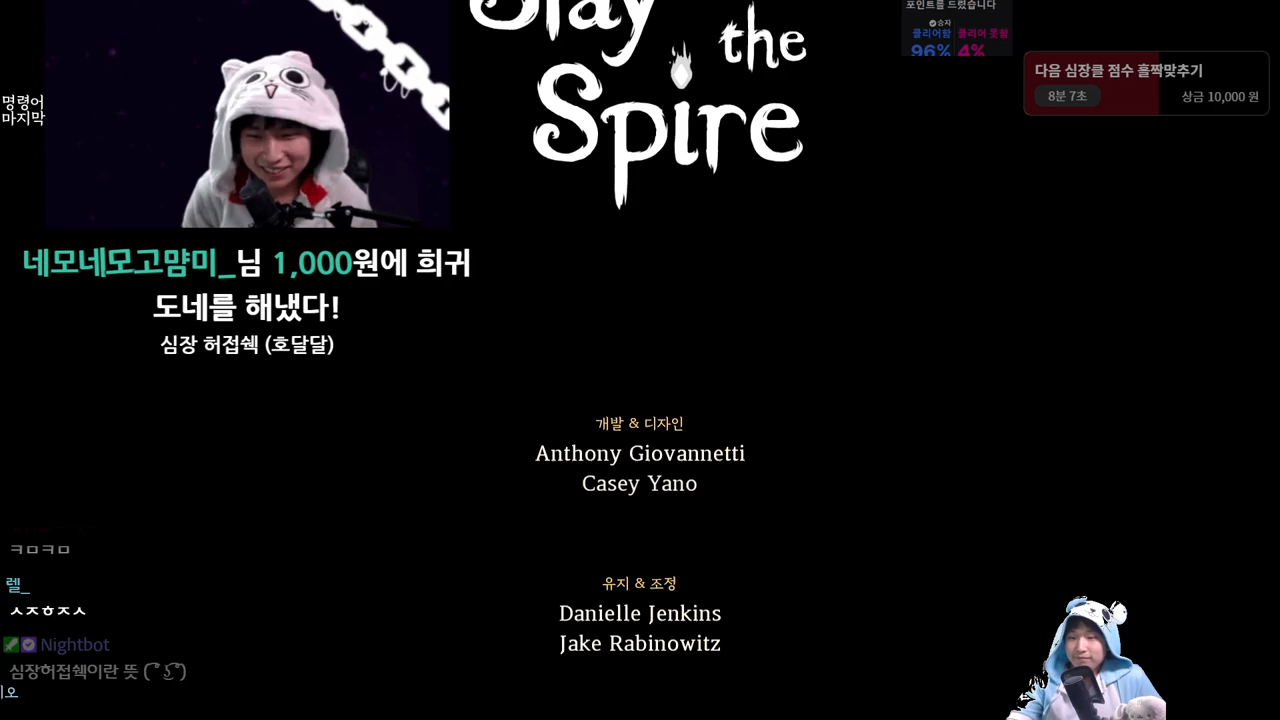 Slay
the
Spire
포인트를 드렸습니다
승자
클리어함
클리어 못함
96%
4%
다음 심장클 점수 홀짝맞추기
8분 7초
상금 10,000 원
명령어
마지막
네모네모고먐미_님 1,000원에 희귀
도네를 해냈다!
심장 허접쉑 (호달달)
개발 & 디자인
Anthony Giovannetti
Casey Yano
유지 & 조정
Danielle Jenkins
Jake Rabinowitz
ㅋㅁㅋㅁ
렐_
ㅅㅈㅎㅈㅅ
Nightbot
심장허접쉑이란 뜻 ( ͡° ͜ʖ ͡°)